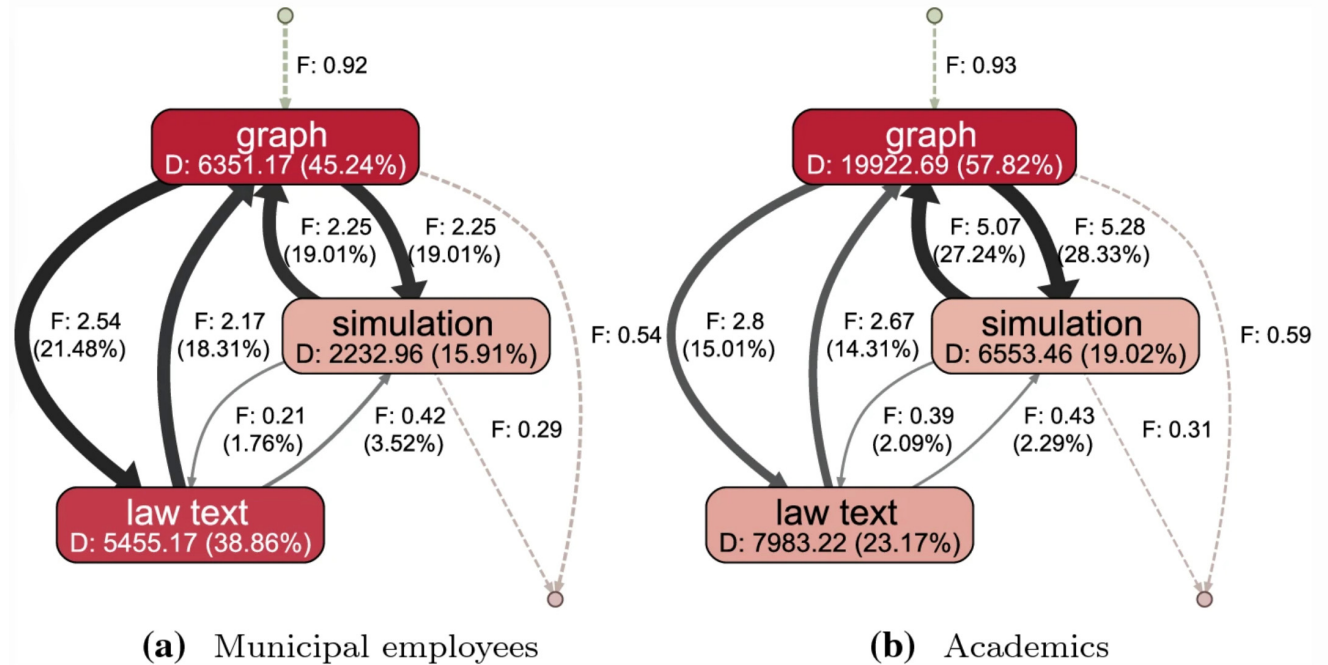 F: 0.92
graph
D: 6351.17 (45.24%)
F: 2.25
(19.01%)
F: 2.25
(19.01%)
F: 2.54
(21.48%)
F: 2.17
(18.31%)
simulation
D: 2232.96 (15.91%)
F: 0.54
F: 0.21
(1.76%)
F: 0.42
(3.52%)
F: 0.29
law text
D: 5455.17 (38.86%)
(a) Municipal employees
F: 0.93
graph
D: 19922.69 (57.82%)
F: 5.07
(27.24%)
F: 5.28
(28.33%)
F: 2.8
(15.01%)
F: 2.67
(14.31%)
simulation
D: 6553.46 (19.02%)
F: 0.59
F: 0.39
(2.09%)
F: 0.43
(2.29%)
F: 0.31
law text
D: 7983.22 (23.17%)
(b) Academics